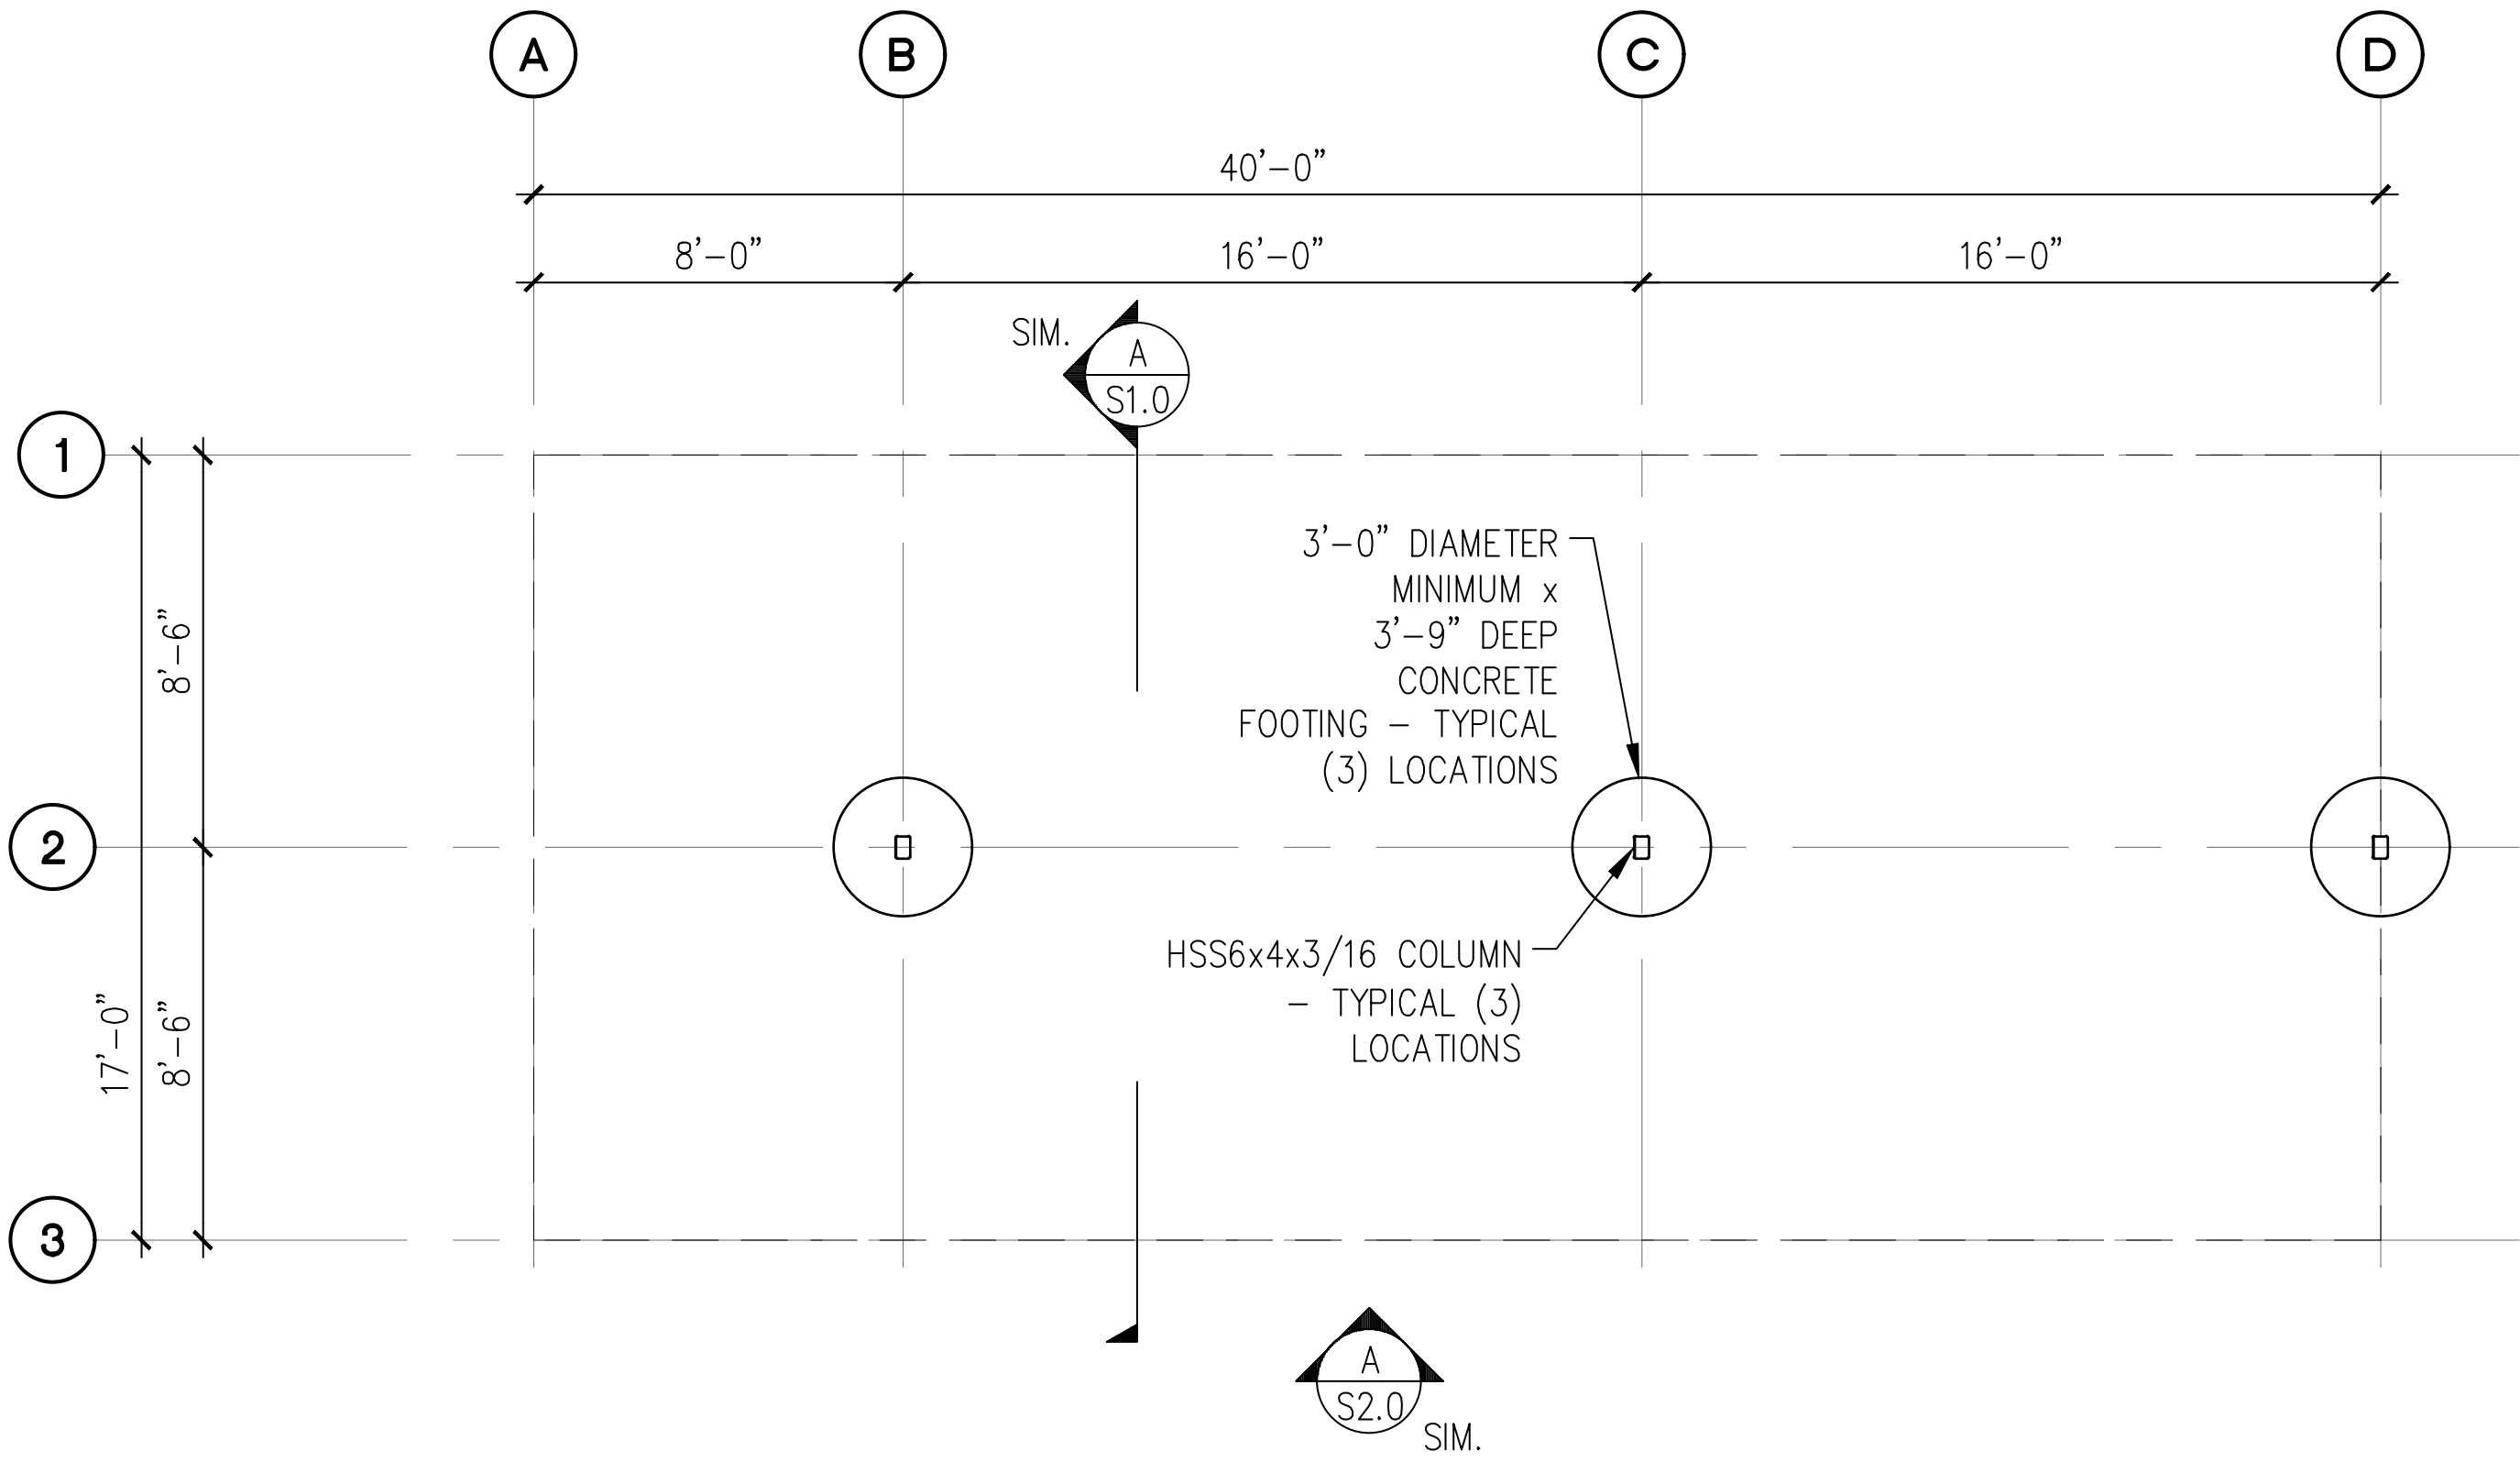 A
B
C
D
40'-0"
8'-0"
16'-0"
16'-0"
SIM.
A
S1.0
1
3'-0" DIAMETER
MINIMUM x
3'-9" DEEP
CONCRETE
FOOTING - TYPICAL
(3) LOCATIONS
8'-6"
2
HSS6x4x3/16 COLUMN
- TYPICAL (3)
LOCATIONS
17'-0"
8'-6"
3
A
S2.0
SIM.